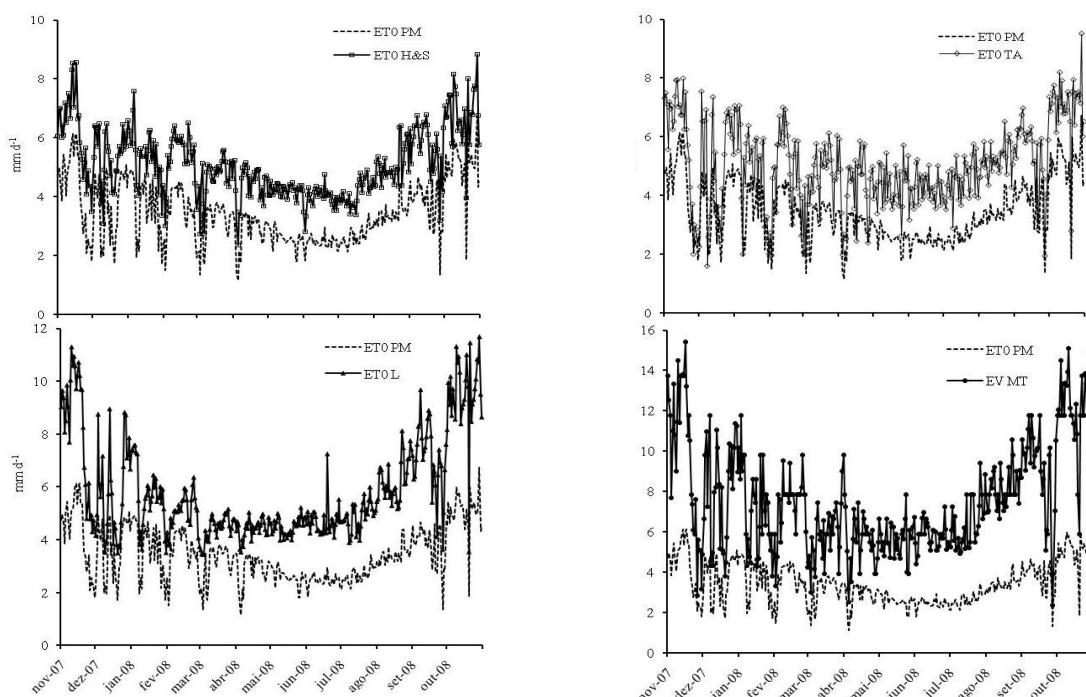 10
8
6
4
2
0
mm d⁻¹
ET0 PM
ET0 H&S
10
8
6
4
2
0
ET0 PM
ET0 TA
12
10
8
6
4
2
0
mm d⁻¹
ET0 PM
ET0 L
nov-07
dez-07
jan-08
fev-08
mar-08
abr-08
mai-08
jun-08
jul-08
ago-08
set-08
out-08
16
14
12
10
8
6
4
2
0
ET0 PM
EV MT
nov-07
dez-07
jan-08
fev-08
mar-08
abr-08
mai-08
jun-08
jul-08
ago-08
set-08
out-08